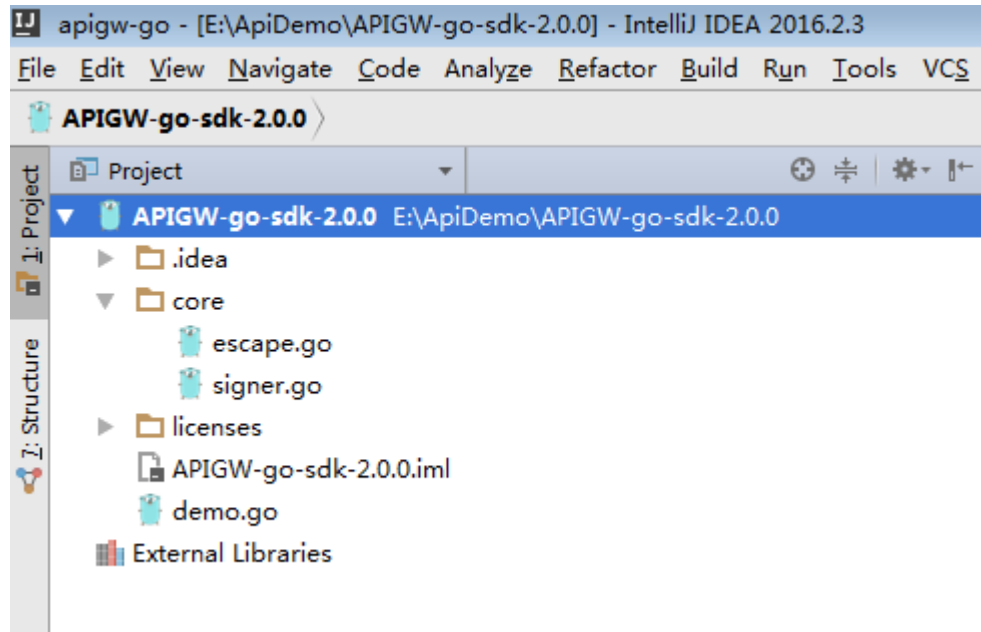 apigw-go - [E:\ApiDemo\APIGW-go-sdk-2.0.0] - IntelliJ IDEA 2016.2.3
File Edit View Navigate Code Analyze Refactor Build Run Tools VCS
APIGW-go-sdk-2.0.0
Project
1: Project
7: Structure
APIGW-go-sdk-2.0.0 E:\ApiDemo\APIGW-go-sdk-2.0.0
.idea
core
escape.go
signer.go
licenses
APIGW-go-sdk-2.0.0.iml
demo.go
External Libraries